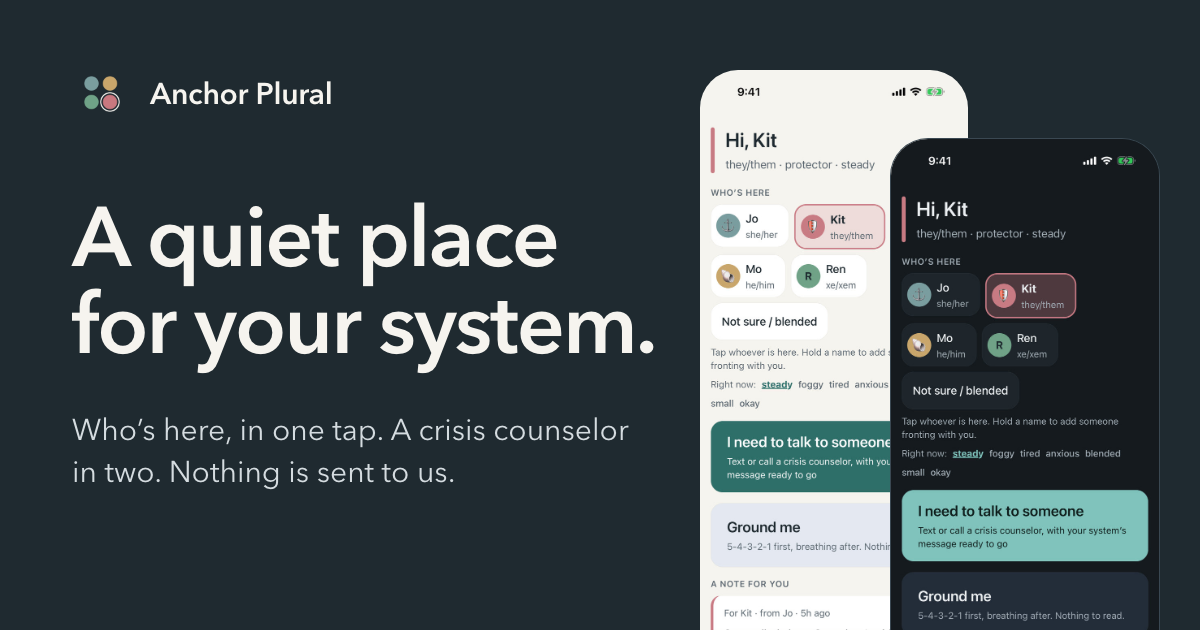 Anchor Plural
A quiet place
for your system.
Who’s here, in one tap. A crisis counselor
in two. Nothing is sent to us.
9:41
Hi, Kit
they/them · protector · steady
WHO’S HERE
Jo
she/her
Kit
they/them
Mo
he/him
R
Ren
xe/xem
Not sure / blended
Tap whoever is here. Hold a name to add
fronting with you.
Right now: steady foggy tired anxious
small okay
I need to talk to someone
Text or call a crisis counselor, with
message ready to go
Ground me
5-4-3-2-1 first, breathing after.
A NOTE FOR YOU
For Kit · from Jo · 5h ago
9:41
Hi, Kit
they/them · protector · steady
WHO’S HERE
Jo
she/her
Kit
they/them
Mo
he/him
R
Ren
xe/xem
Not sure / blended
Tap whoever is here. Hold a name to add someone
fronting with you.
Right now: steady foggy tired anxious blended
small okay
I need to talk to someone
Text or call a crisis counselor, with your system’s
message ready to go
Ground me
5-4-3-2-1 first, breathing after. Nothing to read.